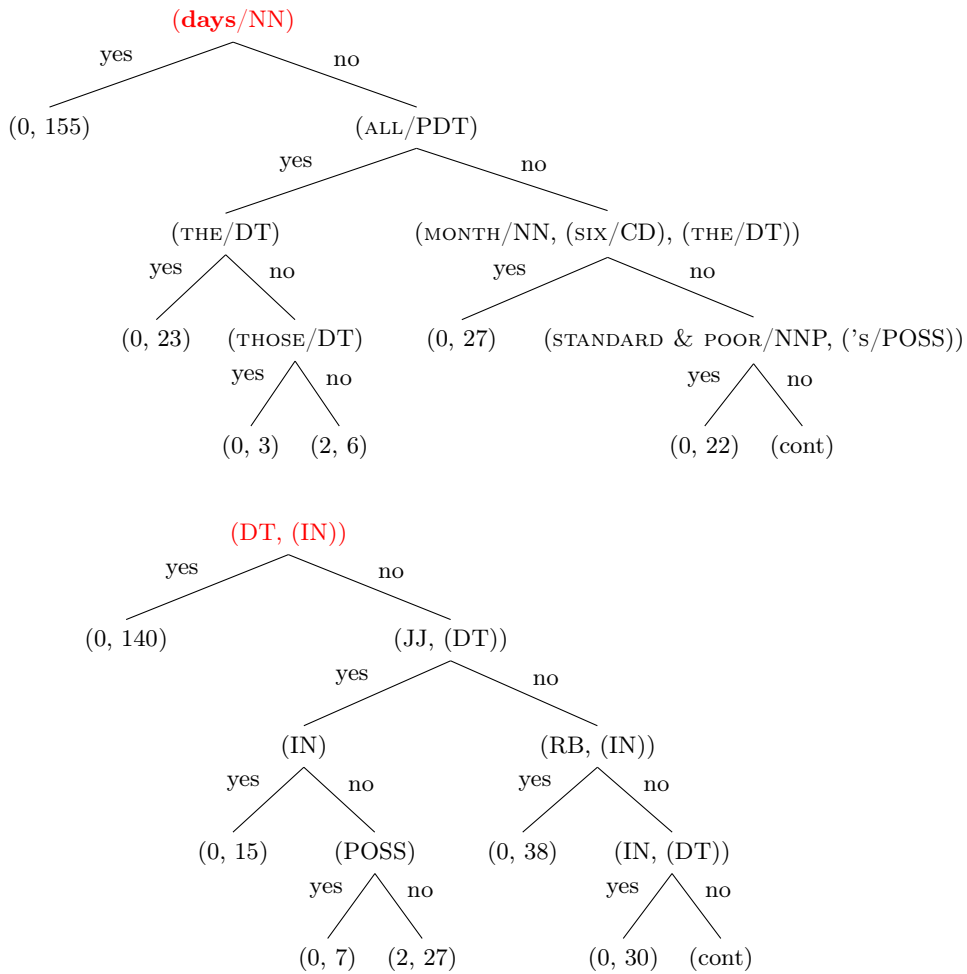 (days/NN)
yes no
(0, 155) (ALL/PDT)
yes no
(THE/DT) (MONTH/NN, (SIX/CD), (THE/DT))
yes no yes no
(0, 23) (THOSE/DT) (0, 27) (STANDARD & POOR/NNP, ('S/POSS))
yes no yes no
(0, 3) (2, 6) (0, 22) (cont)
(DT, (IN))
yes no
(0, 140) (JJ, (DT))
yes no
(IN) (RB, (IN))
yes no yes no
(0, 15) (POSS) (0, 38) (IN, (DT))
yes no yes no
(0, 7) (2, 27) (0, 30) (cont)